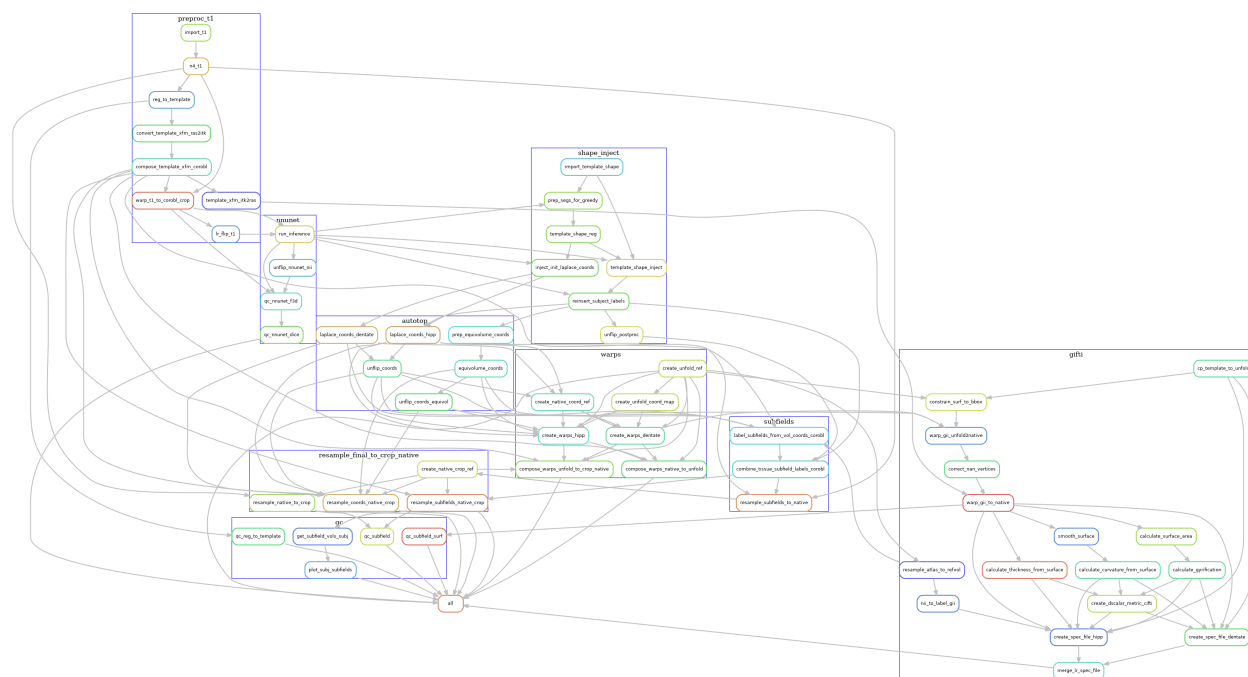 preproc_t1
import_t1
n4_t1
reg_to_template
convert_template_xfm_ras2itk
compose_template_xfm_corobl
warp_t1_to_corobl_crop
template_xfm_itk2ras
lr_flip_t1
nnunet
run_inference
unflip_nnunet_nii
qc_nnunet_f3d
qc_nnunet_dice
shape_inject
import_template_shape
prep_segs_for_greedy
template_shape_reg
inject_init_laplace_coords
template_shape_inject
reinsert_subject_labels
unflip_postproc
autotop
laplace_coords_dentate
laplace_coords_hipp
prep_equivolume_coords
unflip_coords
equivolume_coords
unflip_coords_equivol
warps
create_unfold_ref
create_native_coord_ref
create_unfold_coord_map
create_warps_hipp
create_warps_dentate
compose_warps_unfold_to_crop_native
compose_warps_native_to_unfold
subfields
label_subfields_from_vol_coords_corobl
combine_tissue_subfield_labels_corobl
resample_subfields_to_native
resample_final_to_crop_native
create_native_crop_ref
resample_native_to_crop
resample_coords_native_crop
resample_subfields_native_crop
qc
qc_reg_to_template
get_subfield_vols_subj
qc_subfield
qc_subfield_surf
plot_subj_subfields
all
gifti
cp_template_to_unfold
constrain_surf_to_bbox
warp_gii_unfold2native
correct_nan_vertices
warp_gii_to_native
smooth_surface
calculate_surface_area
resample_atlas_to_refvol
calculate_thickness_from_surface
calculate_curvature_from_surface
calculate_gyrification
nii_to_label_gii
create_dscalar_metric_cifti
create_spec_file_hipp
create_spec_file_dentate
merge_lr_spec_file